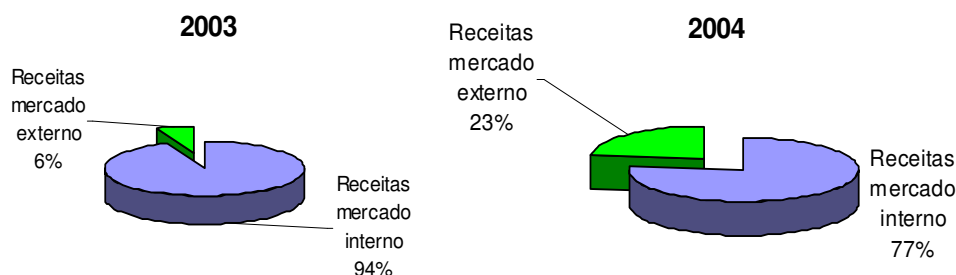 2003
Receitas
mercado
externo
6%
Receitas
mercado
interno
94%
2004
Receitas
mercado
externo
23%
Receitas
mercado
interno
77%